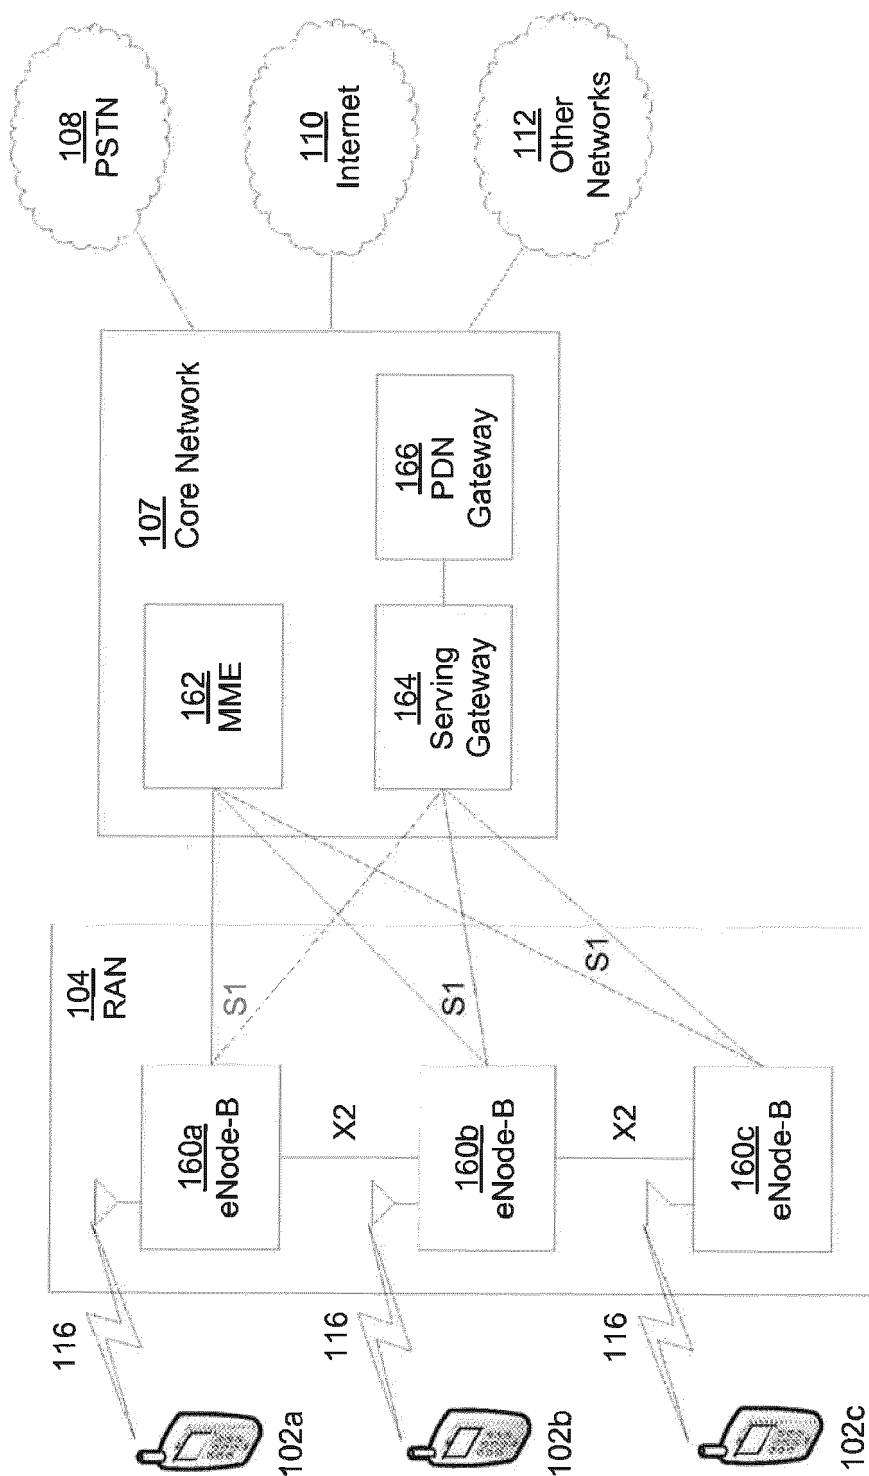 104
RAN
107
Core Network
108
PSTN
116
160a
eNode-B
S1
162
MME
102a
X2
110
Internet
116
160b
eNode-B
S1
164
Serving
Gateway
166
PDN
Gateway
102b
X2
112
Other
Networks
116
160c
eNode-B
S1
102c